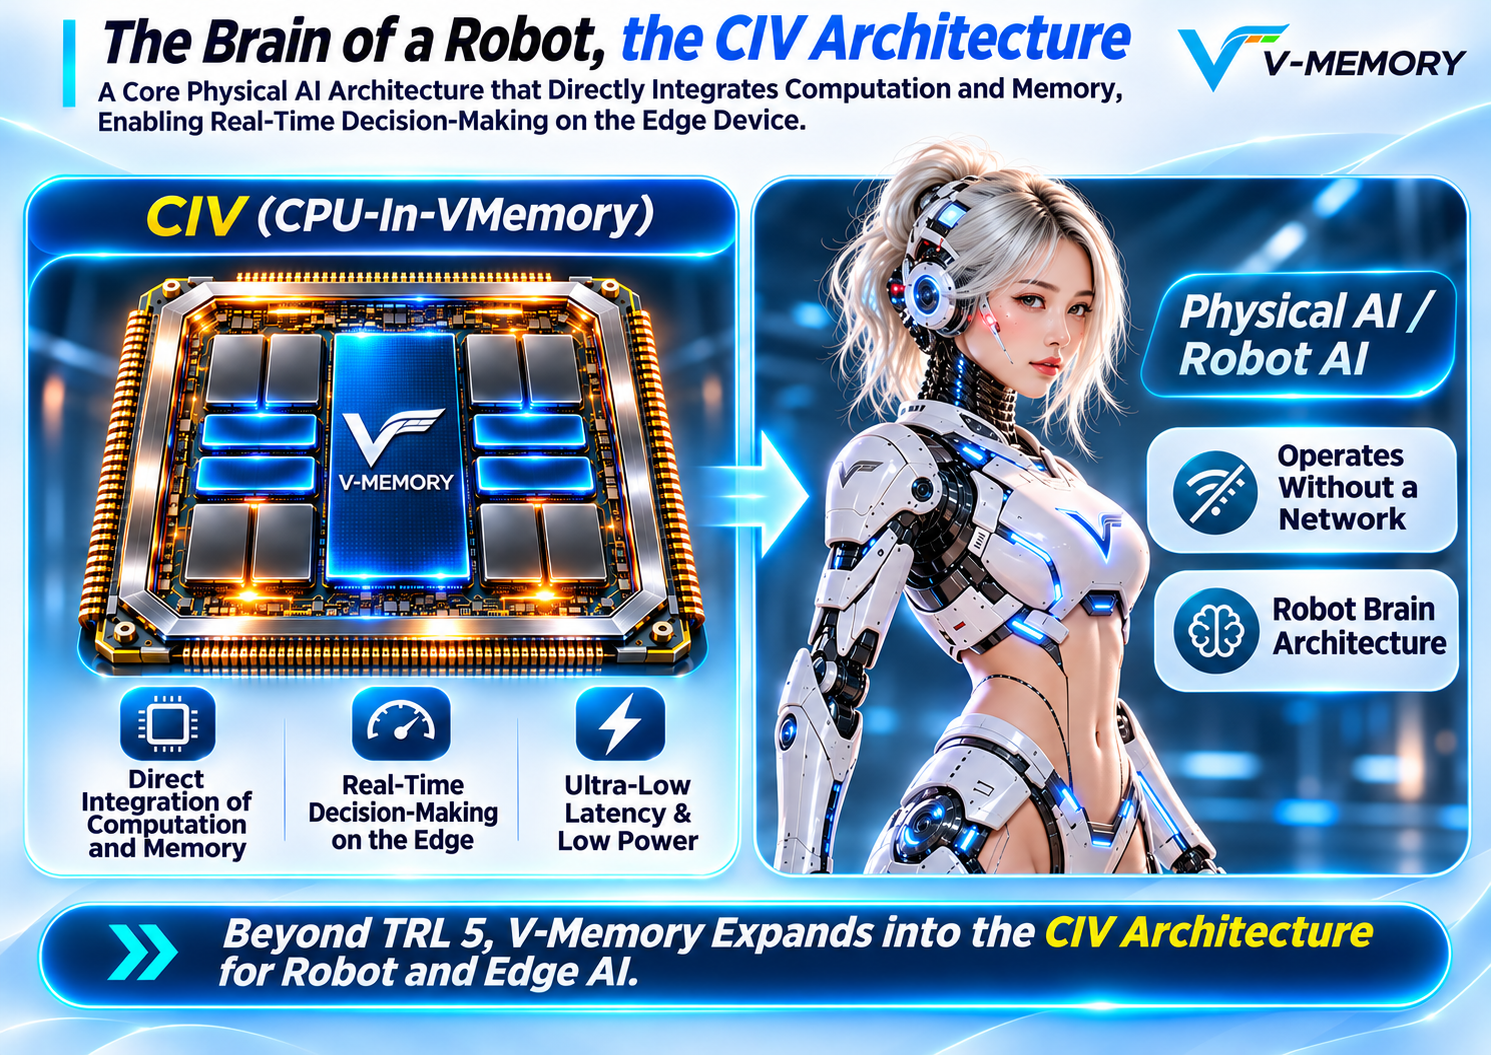 The Brain of a Robot, the CIV Architecture
A Core Physical AI Architecture that Directly Integrates Computation and Memory,
Enabling Real-Time Decision-Making on the Edge Device.
V-MEMORY
CIV (CPU-In-VMemory)
V-MEMORY
Direct
Integration of
Computation
and Memory
Real-Time
Decision-Making
on the Edge
Ultra-Low
Latency &
Low Power
Physical AI /
Robot AI
Operates
Without a
Network
Robot Brain
Architecture
Beyond TRL 5, V-Memory Expands into the CIV Architecture
for Robot and Edge AI.